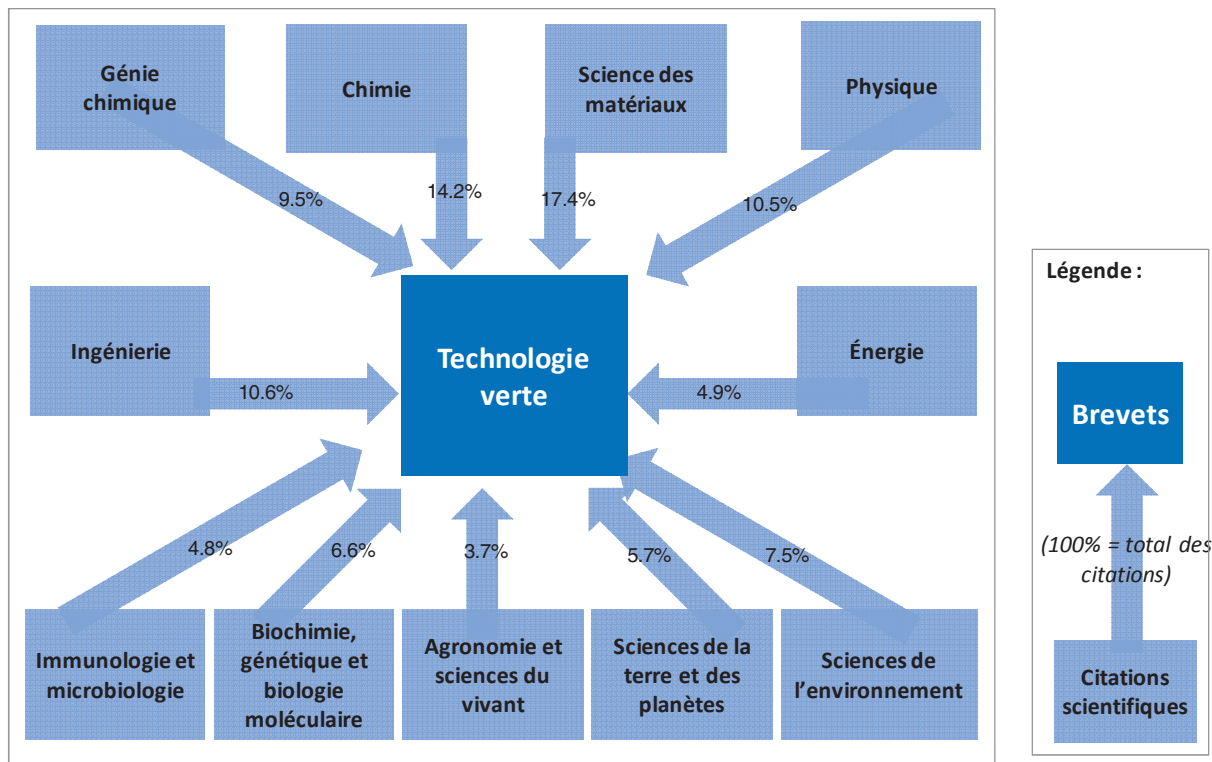 Génie
chimique
Chimie
Science des
matériaux
Physique
9.5%
14.2%
17.4%
10.5%
Ingénierie
10.6%
Technologie
verte
Énergie
4.9%
4.8%
6.6%
3.7%
5.7%
7.5%
Immunologie et
microbiologie
Biochimie,
génétique et
biologie
moléculaire
Agronomie et
sciences du
vivant
Sciences de la
terre et des
planètes
Sciences de
l'environnement
Légende :
Brevets
(100% = total des
citations)
Citations
scientifiques